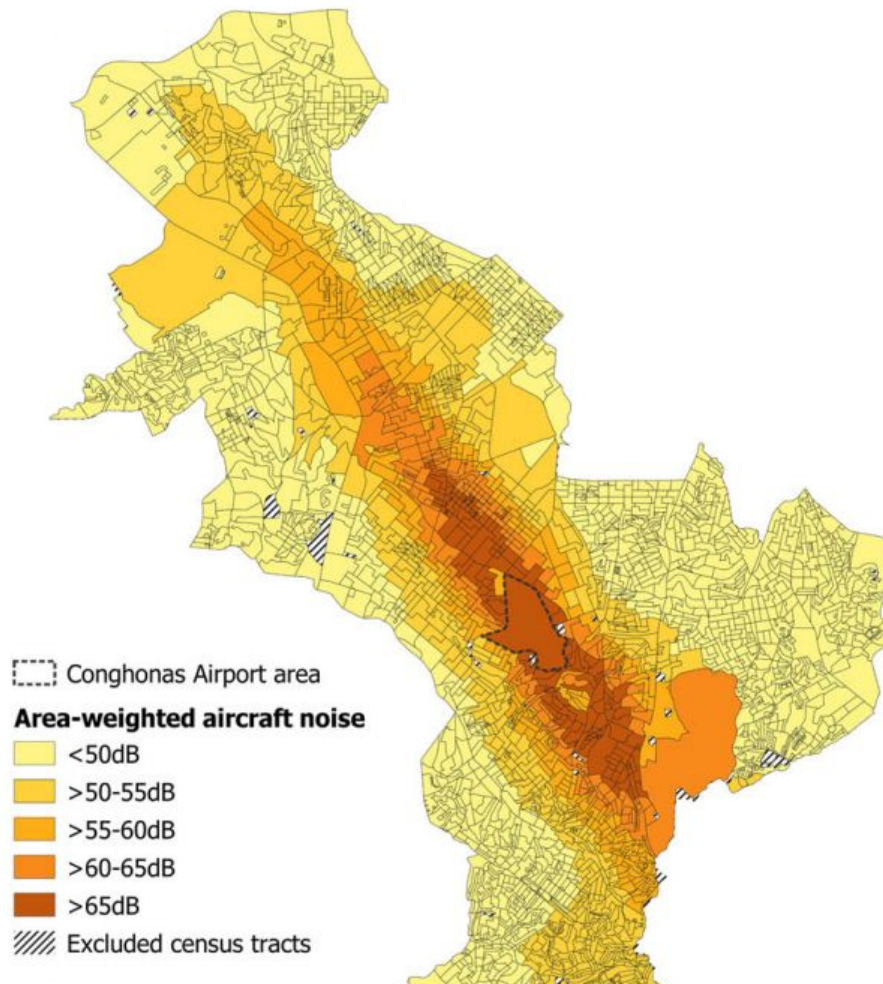 Conghonas Airport area
Area-weighted aircraft noise
<50dB
>50-55dB
>55-60dB
>60-65dB
>65dB
Excluded census tracts